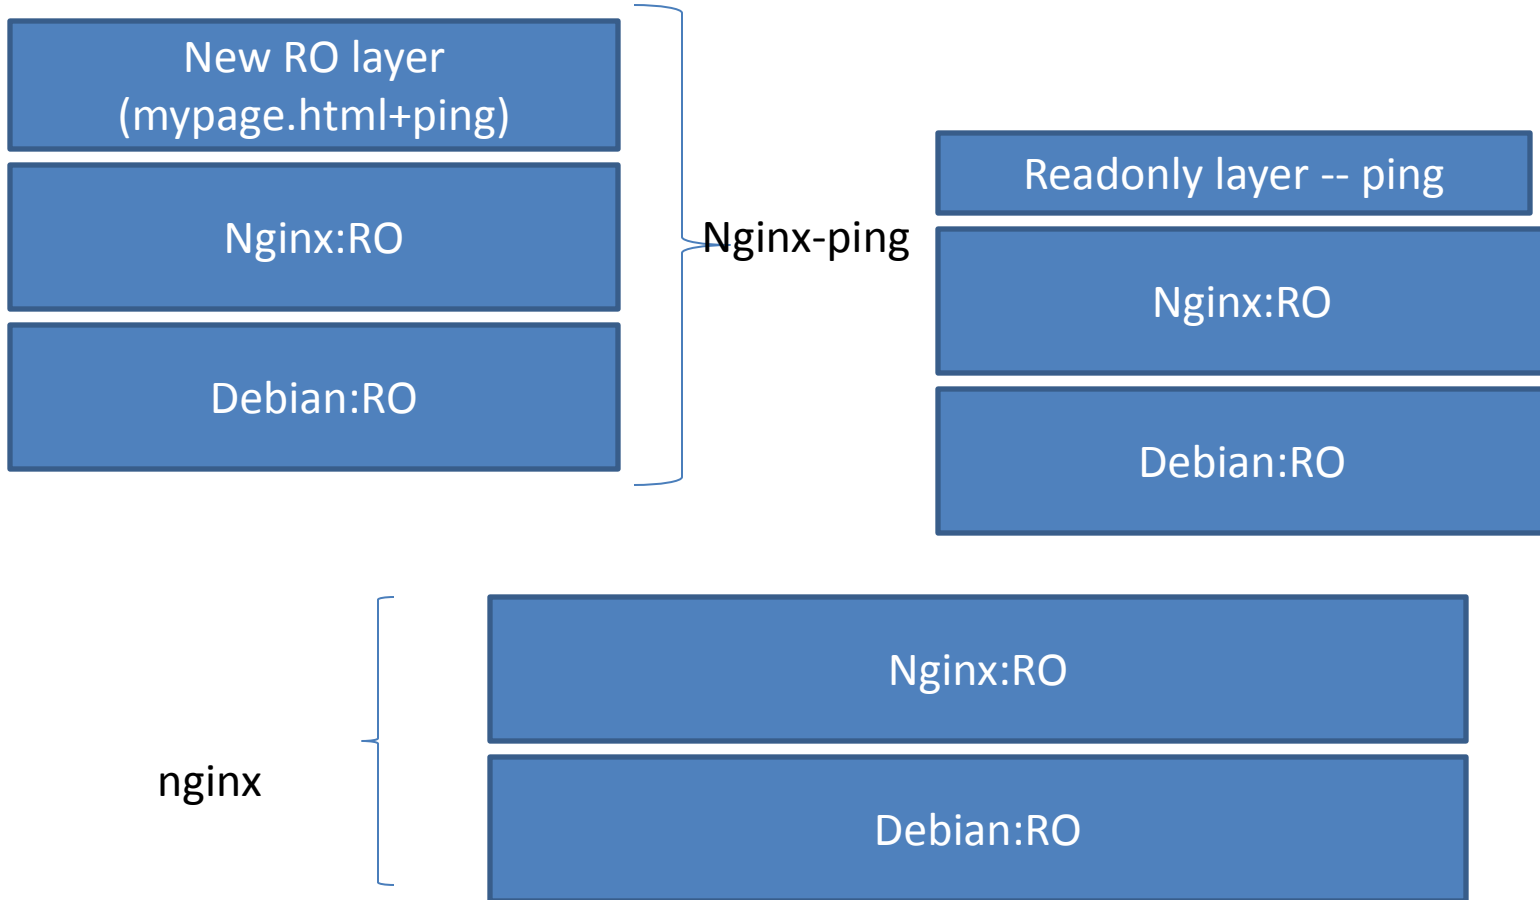 New RO layer
(mypage.html+ping)
Nginx:RO
Debian:RO
Nginx-ping
Readonly layer -- ping
Nginx:RO
Debian:RO
nginx
Nginx:RO
Debian:RO